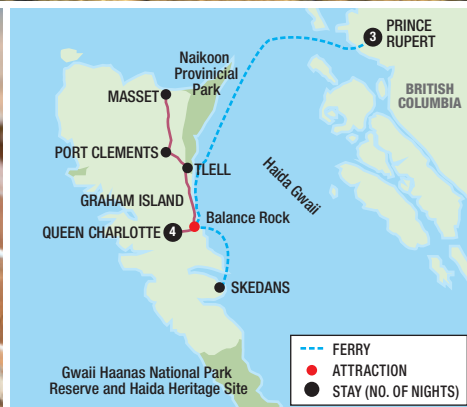 3
PRINCE
RUPERT
Naikoon
Provinicial
Park
MASSET
BRITISH
COLUMBIA
PORT CLEMENTS
TLELL
Haida Gwaii
GRAHAM ISLAND
Balance Rock
QUEEN CHARLOTTE
4
SKEDANS
Gwaii Haanas National Park
Reserve and Haida Heritage Site
FERRY
ATTRACTION
STAY (NO. OF NIGHTS)